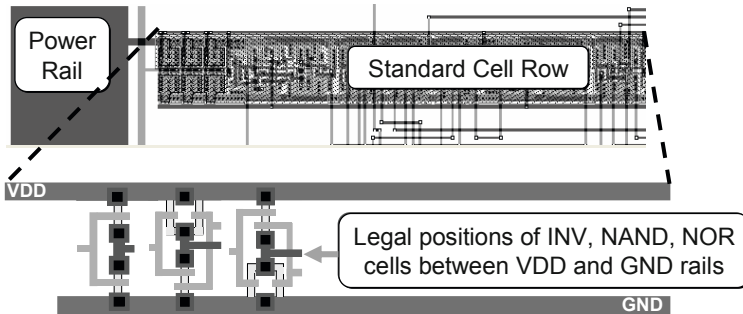 Power
Rail
Standard Cell Row
VDD
Legal positions of INV, NAND, NOR
cells between VDD and GND rails
GND